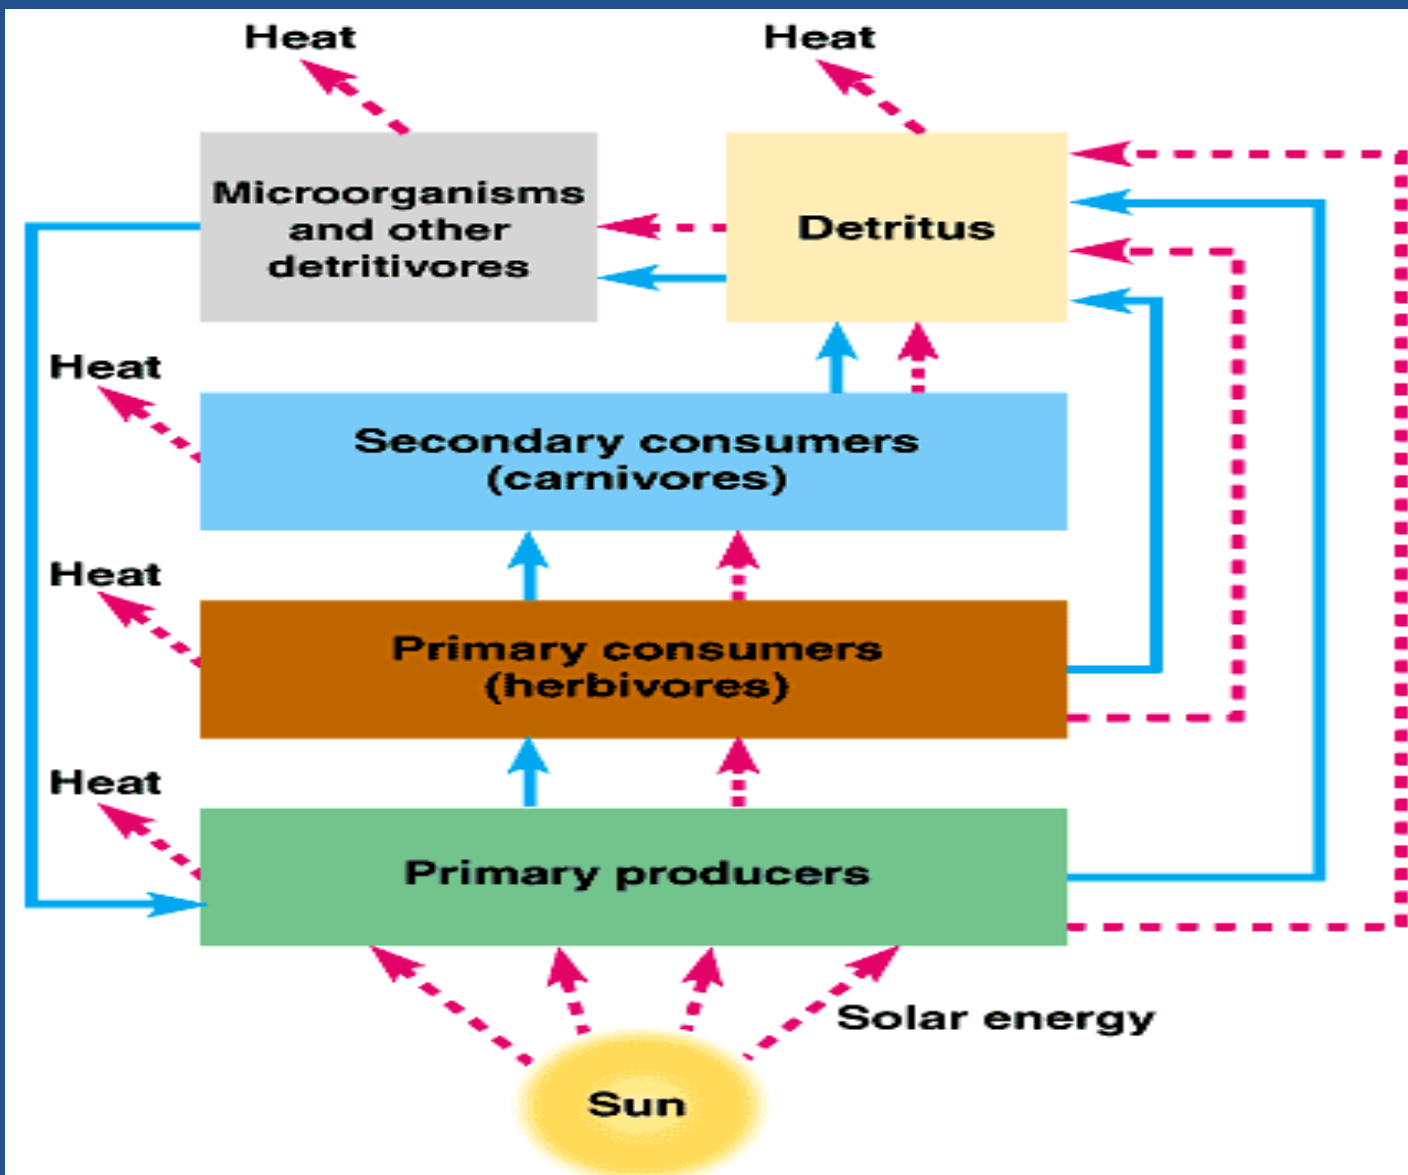 Heat
Heat
Microorganisms
and other
detritivores
Detritus
Heat
Secondary consumers
(carnivores)
Heat
Primary consumers
(herbivores)
Heat
Primary producers
Solar energy
Sun